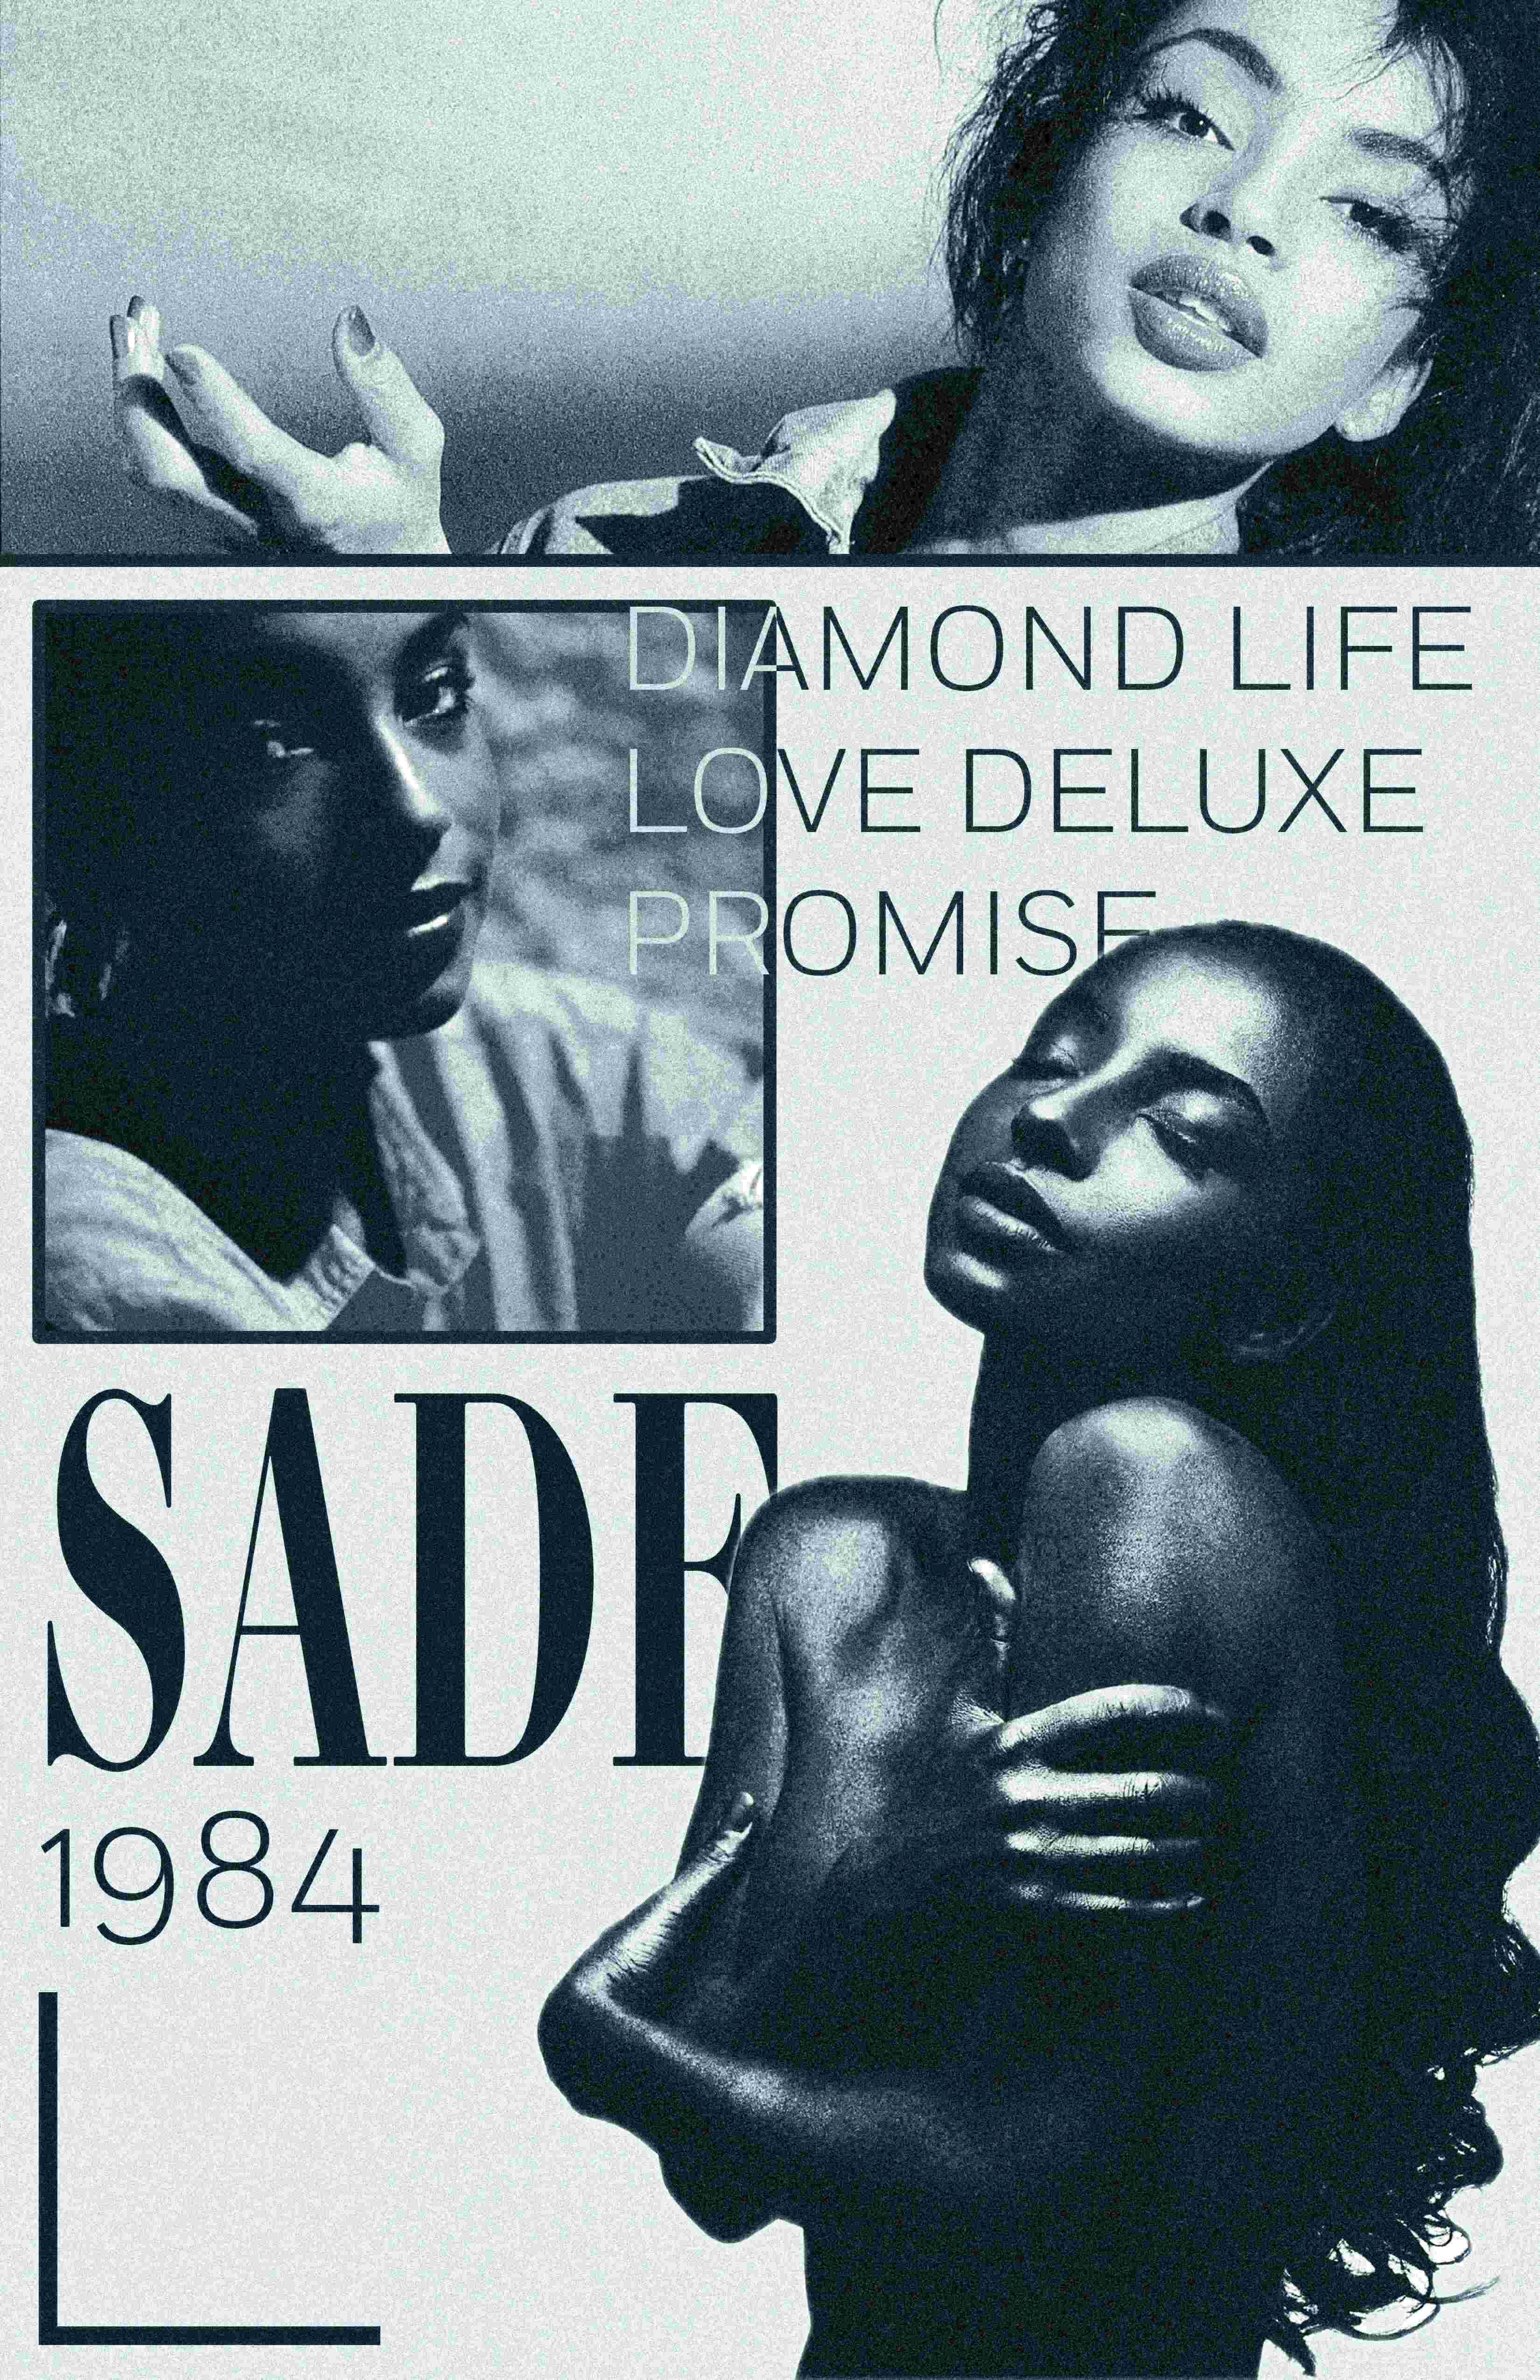 DIAMOND LIFE
LOVE DELUXE
PROMISE
SADE
1984